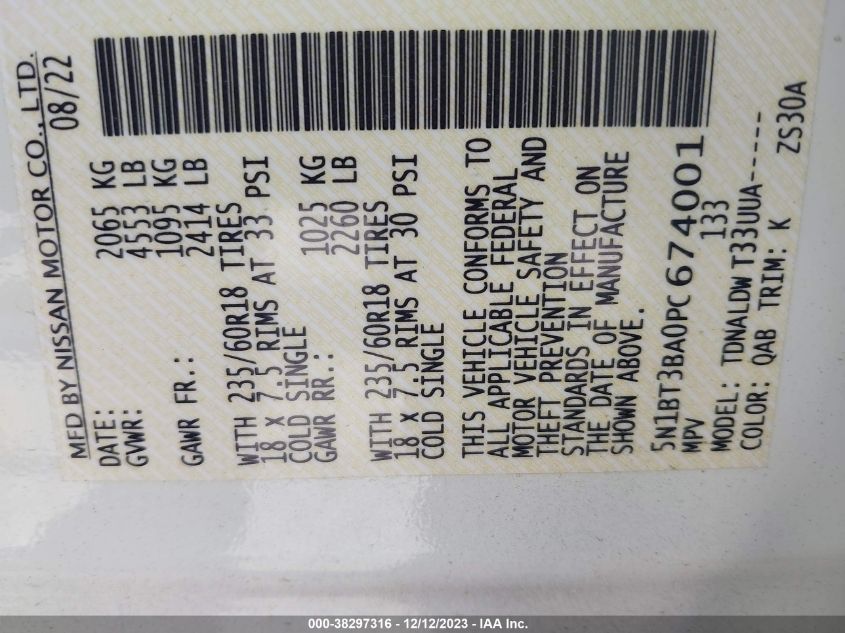 MFD BY NISSAN MOTOR CO., LTD.
DATE: 08/22
GVWR: 2065 KG
4553 LB
GAWR FR.: 1095 KG
2414 LB
WITH 235/60R18 TIRES
18 X 7.5 RIMS AT 33 PSI
COLD SINGLE
GAWR RR.: 1025 KG
2260 LB
WITH 235/60R18 TIRES
18 X 7.5 RIMS AT 30 PSI
COLD SINGLE
THIS VEHICLE CONFORMS TO
ALL APPLICABLE FEDERAL
MOTOR VEHICLE SAFETY AND
THEFT PREVENTION
STANDARDS IN EFFECT ON
THE DATE OF MANUFACTURE
SHOWN ABOVE.
5N1BT3BA0PC674001
MPV 133
MODEL: TDNALDW T33UUA-----
COLOR: QAB TRIM: K ZS30A
000-38297316 - 12/12/2023 - IAA Inc.